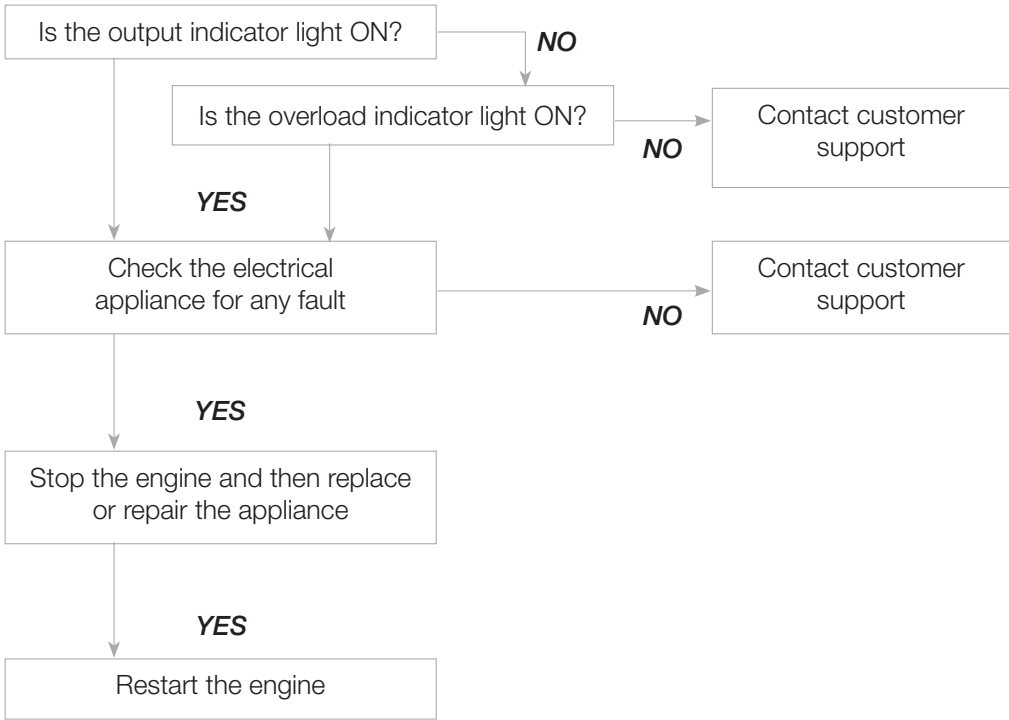 Is the output indicator light ON?
NO
Is the overload indicator light ON?
NO
Contact customer
support
YES
Check the electrical
appliance for any fault
NO
Contact customer
support
YES
Stop the engine and then replace
or repair the appliance
YES
Restart the engine